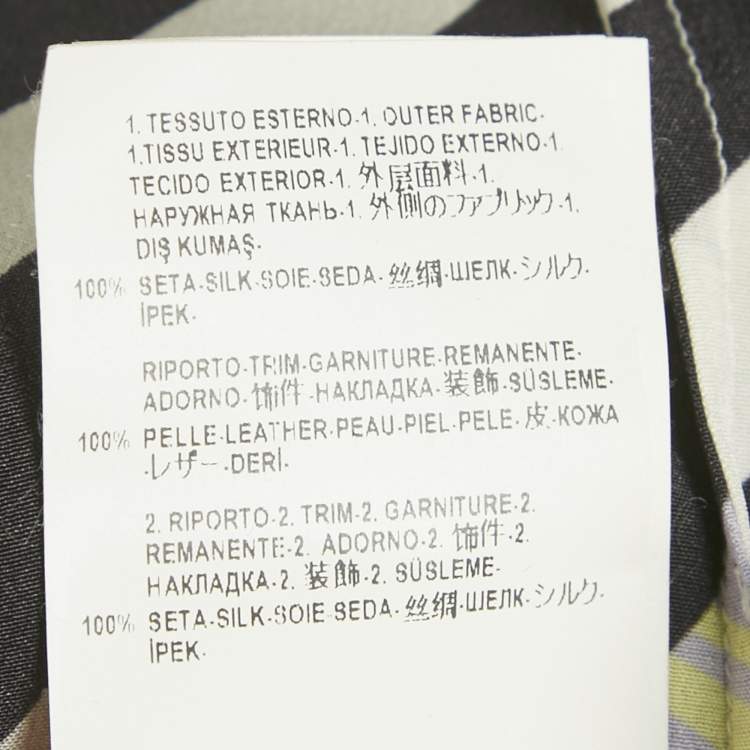 1. TESSUTO ESTERNO-1. OUTER FABRIC-
1.TISSU EXTERIEUR-1. TEJIDO EXTERNO-1.
TECIDO EXTERIOR-1. 外层面料-1.
НАРУЖНАЯ ТКАНЬ-1. 外側のファブリック-1.
DIŞ KUMAŞ-
100% SETA-SILK-SOIE-SEDA- 丝绸-ШЕЛК-シルク-
İPEK-
RIPORTO-TRIM-GARNITURE-REMANENTE-
ADORNO- 饰件-НАКЛАДКА- 装飾-SÜSLEME-
100% PELLE-LEATHER-PEAU-PIEL-PELE- 皮-КОЖА
-レザー-DERİ-
2. RIPORTO-2. TRIM-2. GARNITURE-2.
REMANENTE-2. ADORNO-2. 饰件-2.
НАКЛАДКА-2. 装飾-2. SÜSLEME-
100% SETA-SILK-SOIE-SEDA- 丝绸-ШЕЛК-シルク-
İPEK-